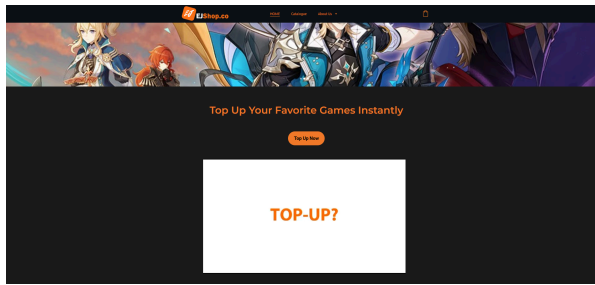 EJShop.co
HOME Catalogue About Us
Top Up Your Favorite Games Instantly
Top Up Now
TOP-UP?